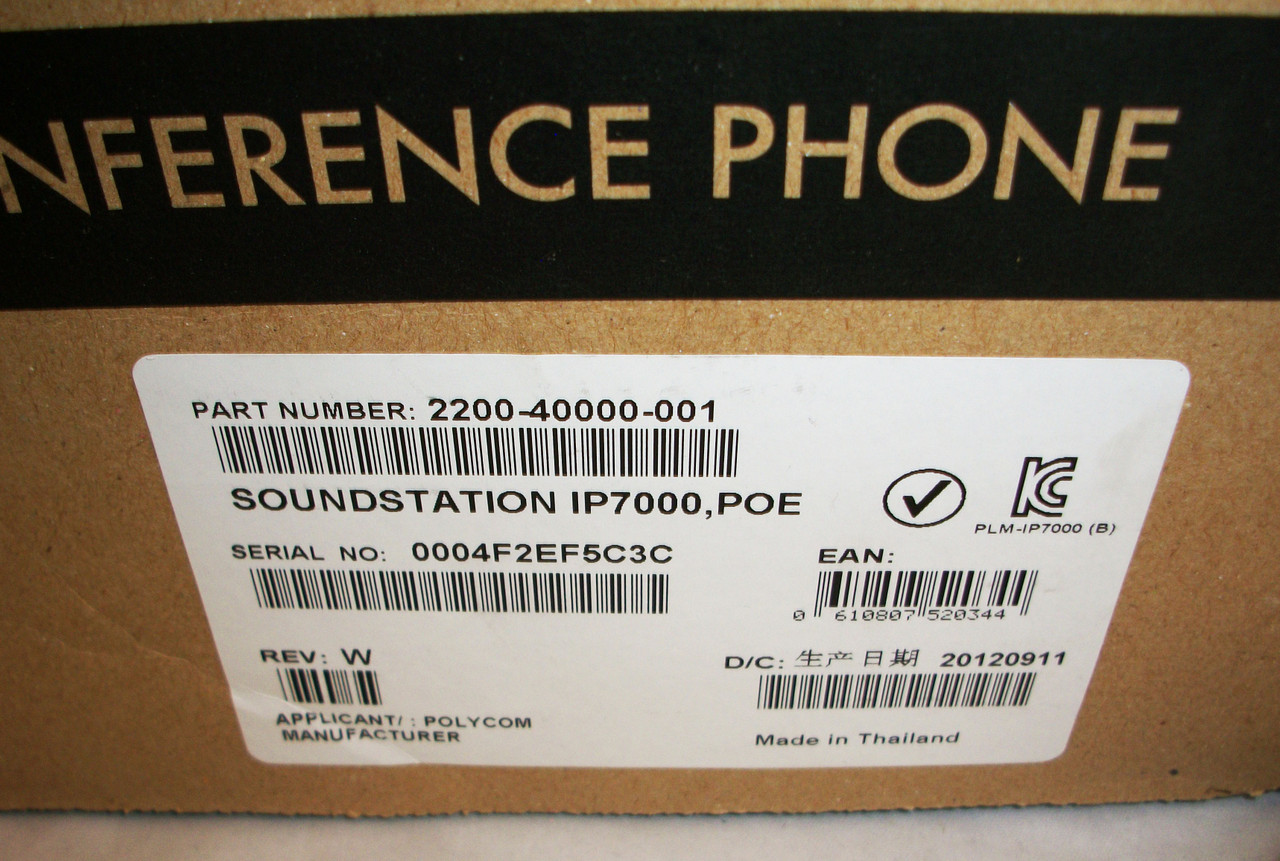 NFERENCE PHONE
PART NUMBER: 2200-40000-001
SOUNDSTATION IP7000,POE
KC
PLM-IP7000 (B)
SERIAL NO: 0004F2EF5C3C
EAN:
0 610807 520344
REV: W
D/C: 生产日期 20120911
APPLICANT/ : POLYCOM
MANUFACTURER
Made in Thailand